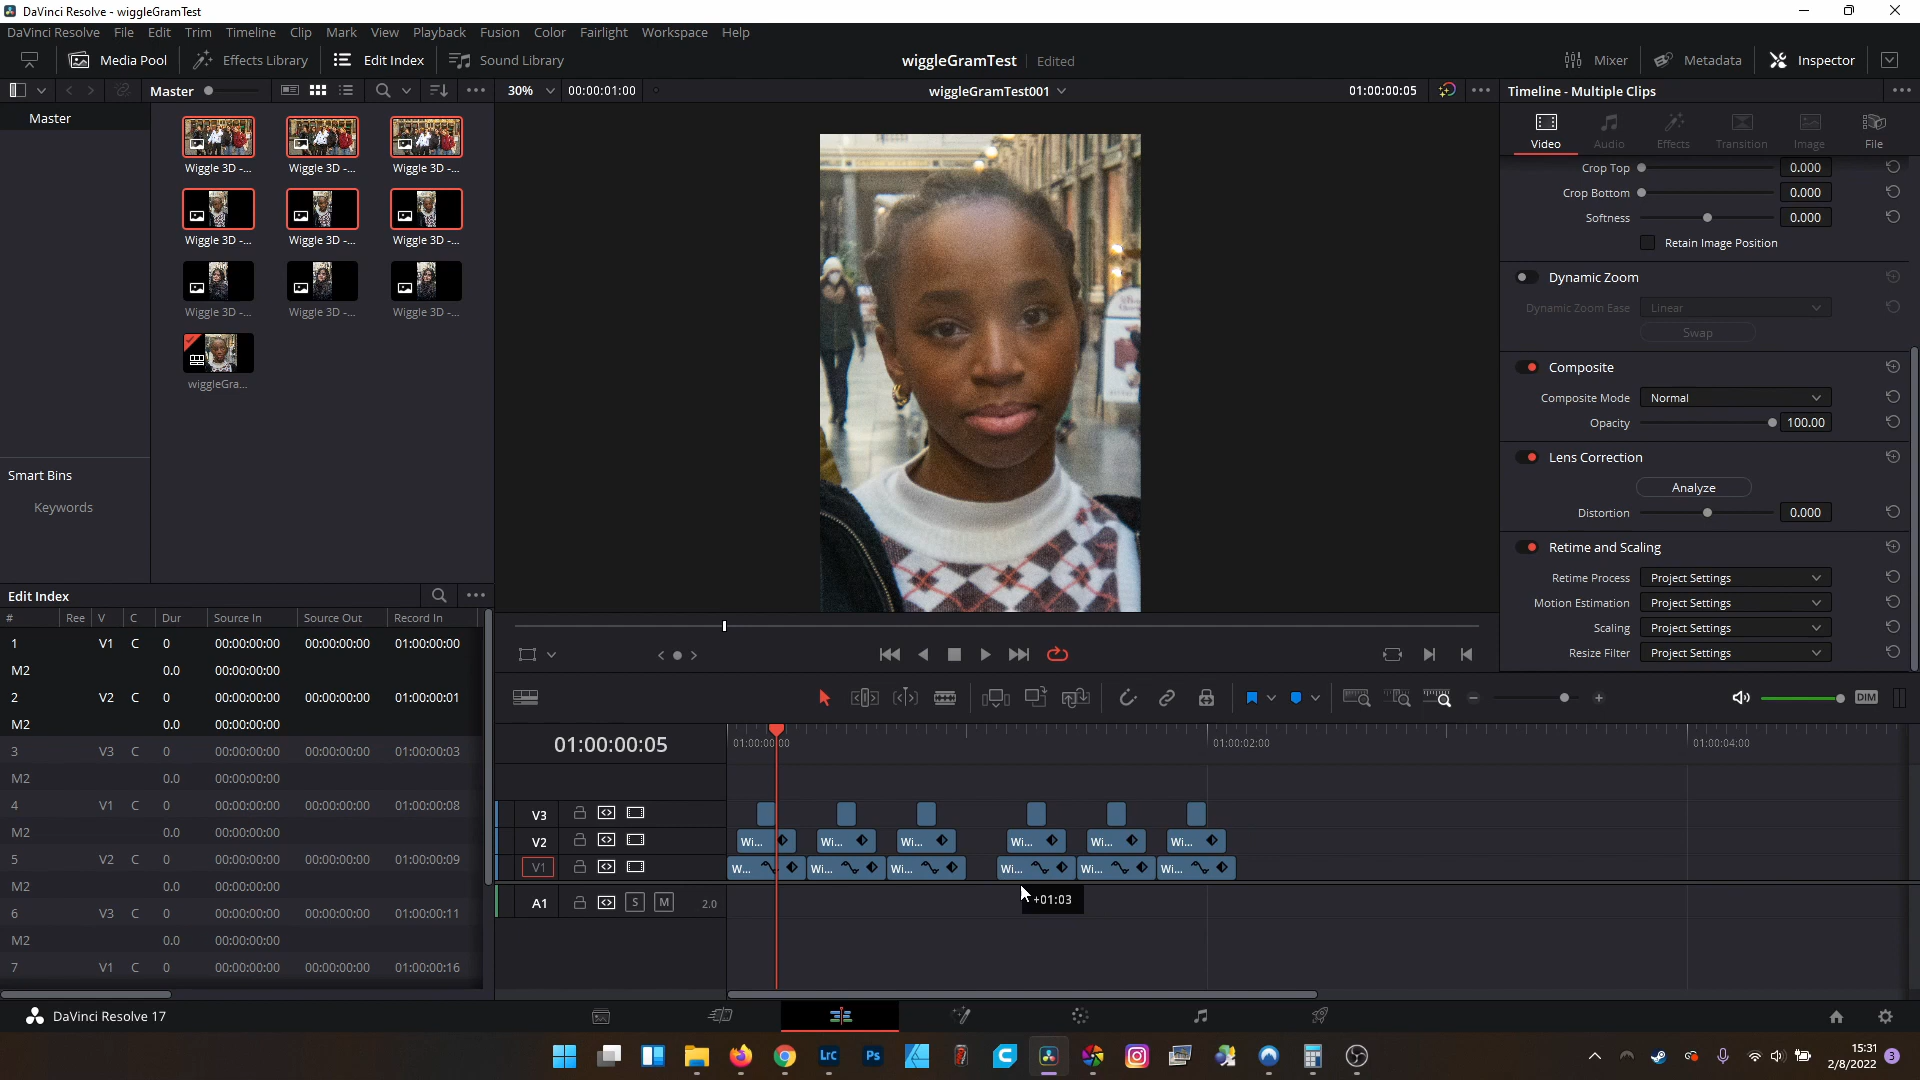 DaVinci Resolve - wiggleGramTest
DaVinci Resolve File Edit Trim Timeline Clip Mark View Playback Fusion Color Fairlight Workspace Help
Media Pool Effects Library Edit Index Sound Library wiggleGramTest Edited Mixer Metadata Inspector
Master 30% 00:00:01:00 wiggleGramTest001 01:00:00:05 Timeline - Multiple Clips
Master
Wiggle 3D -... Wiggle 3D -... Wiggle 3D -...
Wiggle 3D -... Wiggle 3D -... Wiggle 3D -...
Wiggle 3D -... Wiggle 3D -... Wiggle 3D -...
wiggleGra...
Smart Bins
Keywords
Video Audio Effects Transition Image File
Crop Top 0.000
Crop Bottom 0.000
Softness 0.000
Retain Image Position
Dynamic Zoom
Dynamic Zoom Ease Linear
Swap
Composite
Composite Mode Normal
Opacity 100.00
Lens Correction
Analyze
Distortion 0.000
Retime and Scaling
Retime Process Project Settings
Motion Estimation Project Settings
Scaling Project Settings
Resize Filter Project Settings
Edit Index
# Ree V C Dur Source In Source Out Record In
1 V1 C 0 00:00:00:00 00:00:00:00 01:00:00:00
M2 0.0 00:00:00:00
2 V2 C 0 00:00:00:00 00:00:00:00 01:00:00:01
M2 0.0 00:00:00:00
3 V3 C 0 00:00:00:00 00:00:00:00 01:00:00:03
M2 0.0 00:00:00:00
4 V1 C 0 00:00:00:00 00:00:00:00 01:00:00:08
M2 0.0 00:00:00:00
5 V2 C 0 00:00:00:00 00:00:00:00 01:00:00:09
M2 0.0 00:00:00:00
6 V3 C 0 00:00:00:00 00:00:00:00 01:00:00:11
M2 0.0 00:00:00:00
7 V1 C 0 00:00:00:00 00:00:00:00 01:00:00:16
DIM
01:00:00:05 01:00:00:00 01:00:02:00 01:00:04:00
V3
V2 Wi... Wi... Wi... Wi... Wi... Wi...
V1 W... Wi... Wi... Wi... Wi... Wi...
A1 S M 2.0
+01:03
DaVinci Resolve 17
Lrc Ps
15:31
2/8/2022 3